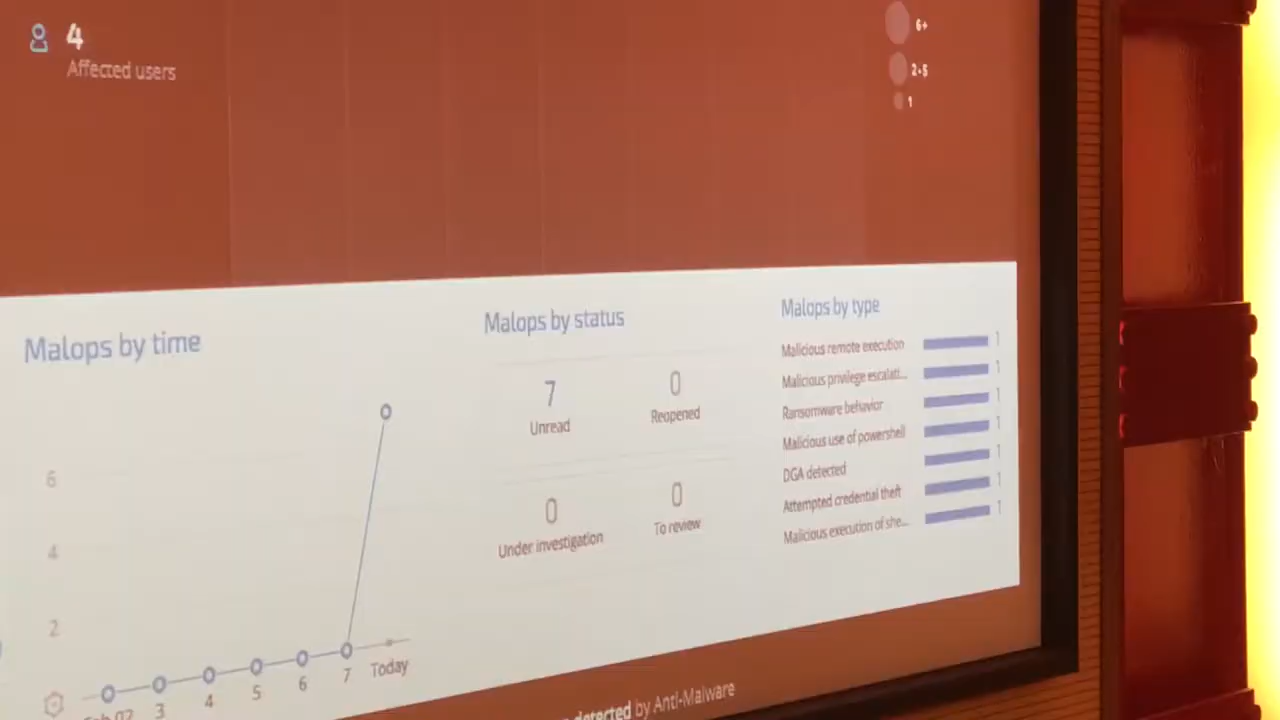 4
Affected users
6+
2-5
1
Malops by time
6
4
2
02
3
4
5
6
7
Today
Malops by status
7
Unread
0
Reopened
0
Under investigation
0
To review
Malops by type
Malicious remote execution 1
Malicious privilege escalati... 1
Ransomware behavior 1
Malicious use of powershell 1
DGA detected 1
Attempted credential theft 1
Malicious execution of she... 1
detected by Anti-Malware